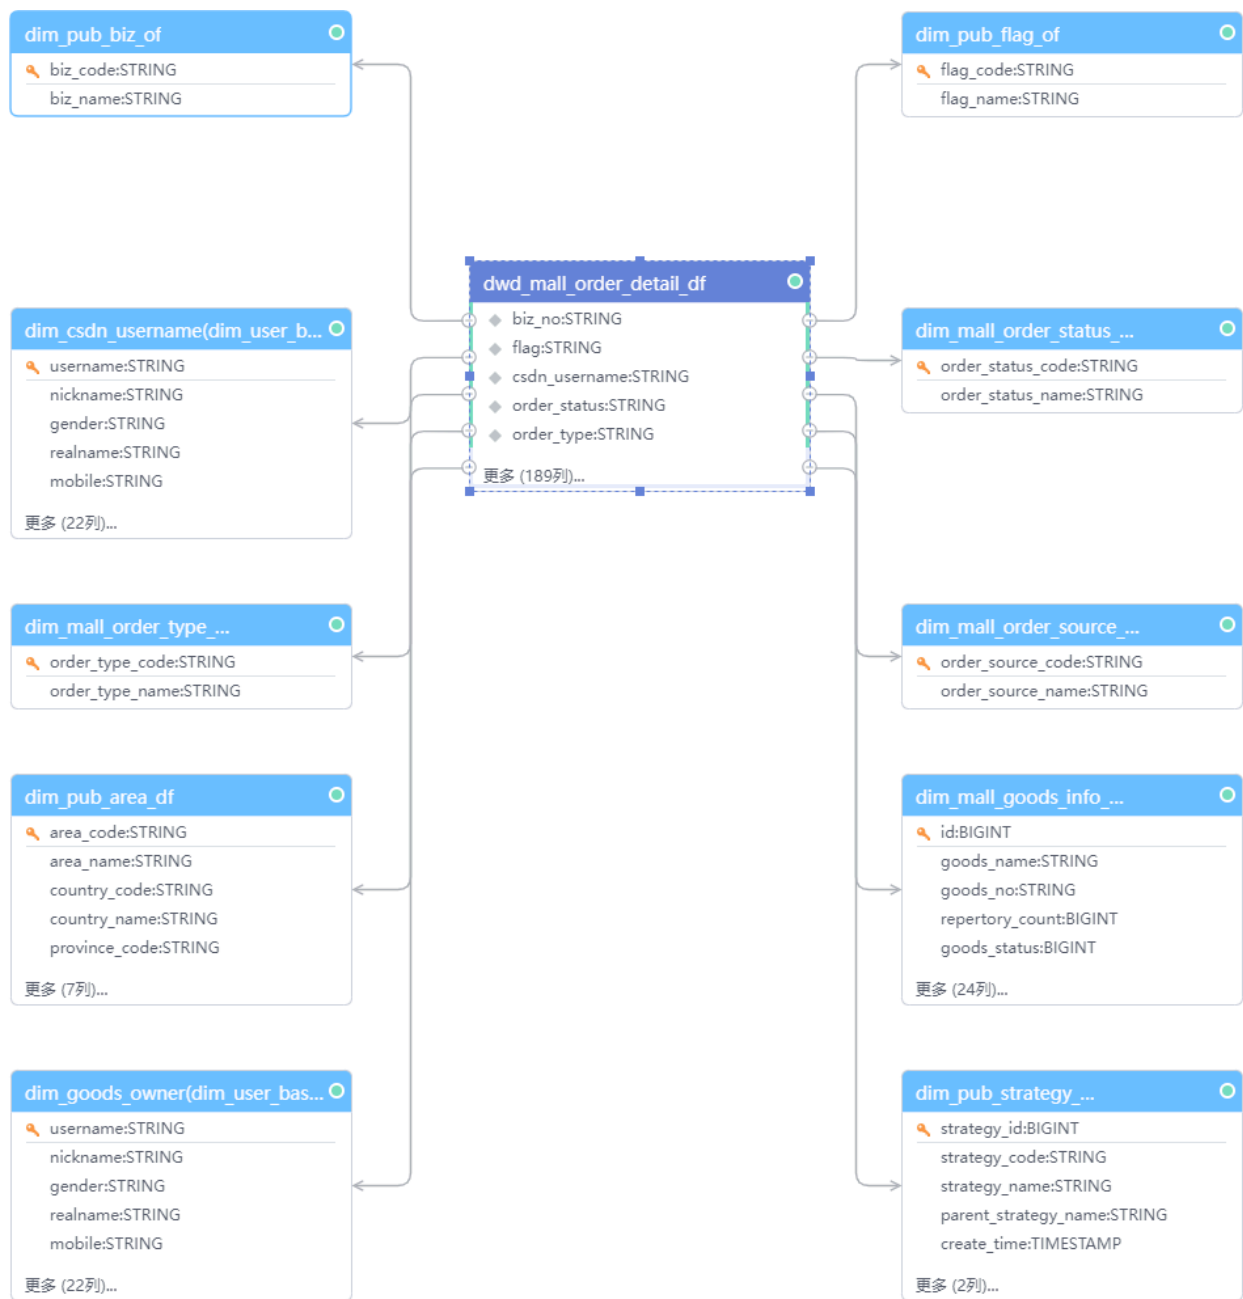 dim_pub_biz_of
biz_code:STRING
biz_name:STRING
dim_pub_flag_of
flag_code:STRING
flag_name:STRING
dwd_mall_order_detail_df
biz_no:STRING
flag:STRING
csdn_username:STRING
order_status:STRING
order_type:STRING
更多 (189列)...
dim_csdn_username(dim_user_b...
username:STRING
nickname:STRING
gender:STRING
realname:STRING
mobile:STRING
更多 (22列)...
dim_mall_order_status_...
order_status_code:STRING
order_status_name:STRING
dim_mall_order_type_...
order_type_code:STRING
order_type_name:STRING
dim_mall_order_source_...
order_source_code:STRING
order_source_name:STRING
dim_pub_area_df
area_code:STRING
area_name:STRING
country_code:STRING
country_name:STRING
province_code:STRING
更多 (7列)...
dim_mall_goods_info_...
id:BIGINT
goods_name:STRING
goods_no:STRING
repertory_count:BIGINT
goods_status:BIGINT
更多 (24列)...
dim_goods_owner(dim_user_bas...
username:STRING
nickname:STRING
gender:STRING
realname:STRING
mobile:STRING
更多 (22列)...
dim_pub_strategy_...
strategy_id:BIGINT
strategy_code:STRING
strategy_name:STRING
parent_strategy_name:STRING
create_time:TIMESTAMP
更多 (2列)...